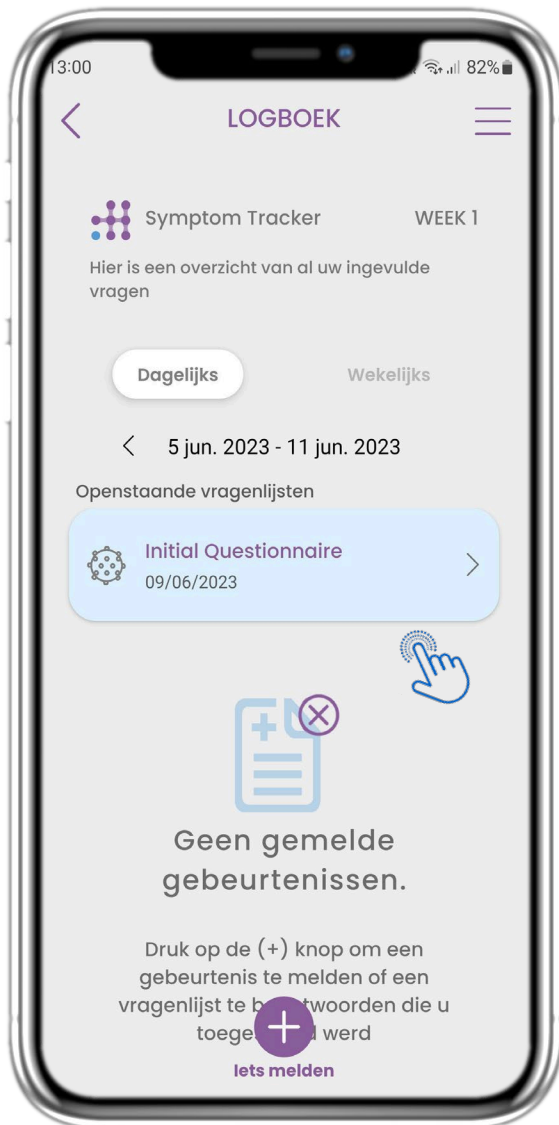 13:00
82%
LOGBOEK
Symptom Tracker
WEEK 1
Hier is een overzicht van al uw ingevulde
vragen
Dagelijks
Wekelijks
5 jun. 2023 - 11 jun. 2023
Openstaande vragenlijsten
Initial Questionnaire
09/06/2023
Geen gemelde
gebeurtenissen.
Druk op de (+) knop om een
gebeurtenis te melden of een
vragenlijst te die u
werd
Iets melden